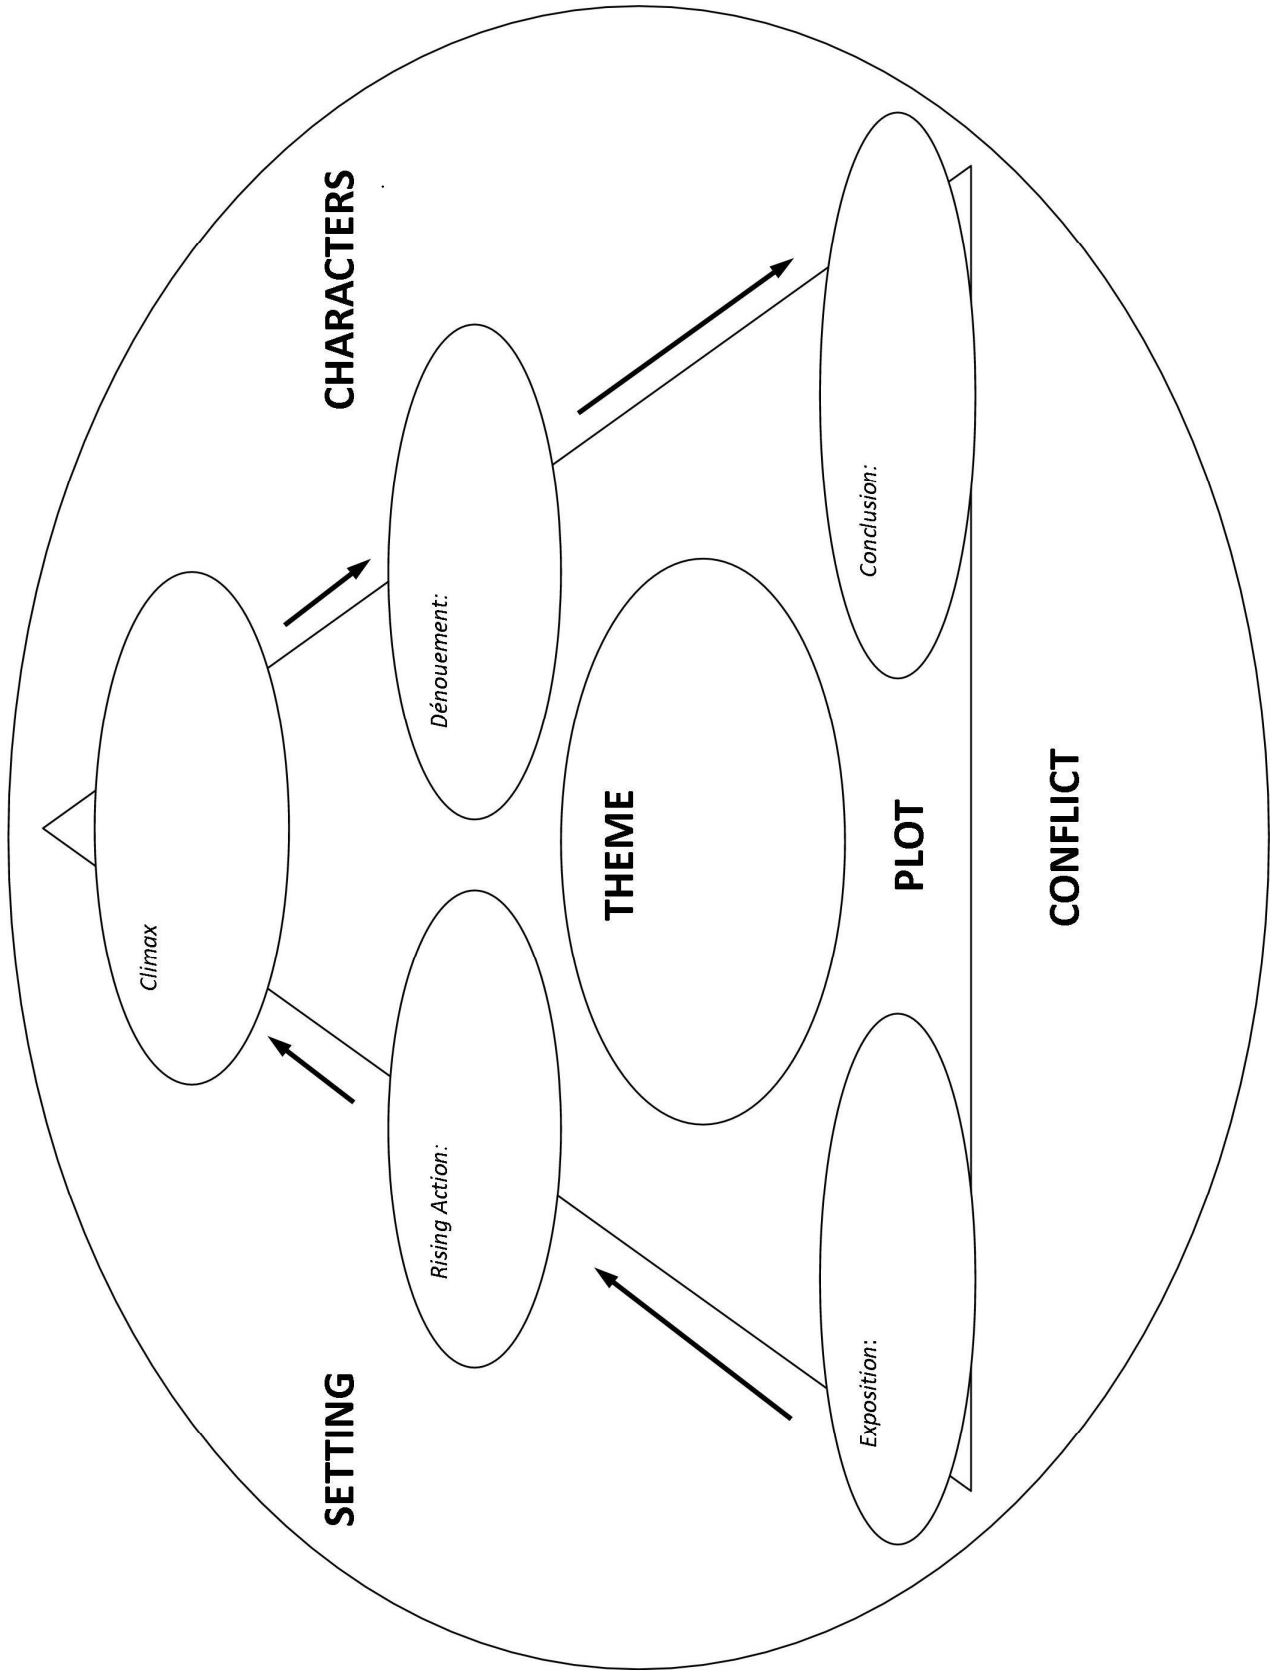 Climax
SETTING
CHARACTERS
Rising Action:
Dénouement:
THEME
Exposition:
Conclusion:
PLOT
CONFLICT